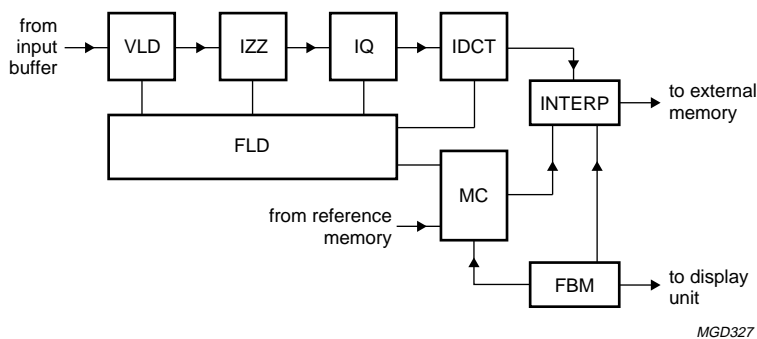 from
input
buffer
VLD
IZZ
IQ
IDCT
INTERP
to external
memory
FLD
MC
from reference
memory
FBM
to display
unit
MGD327